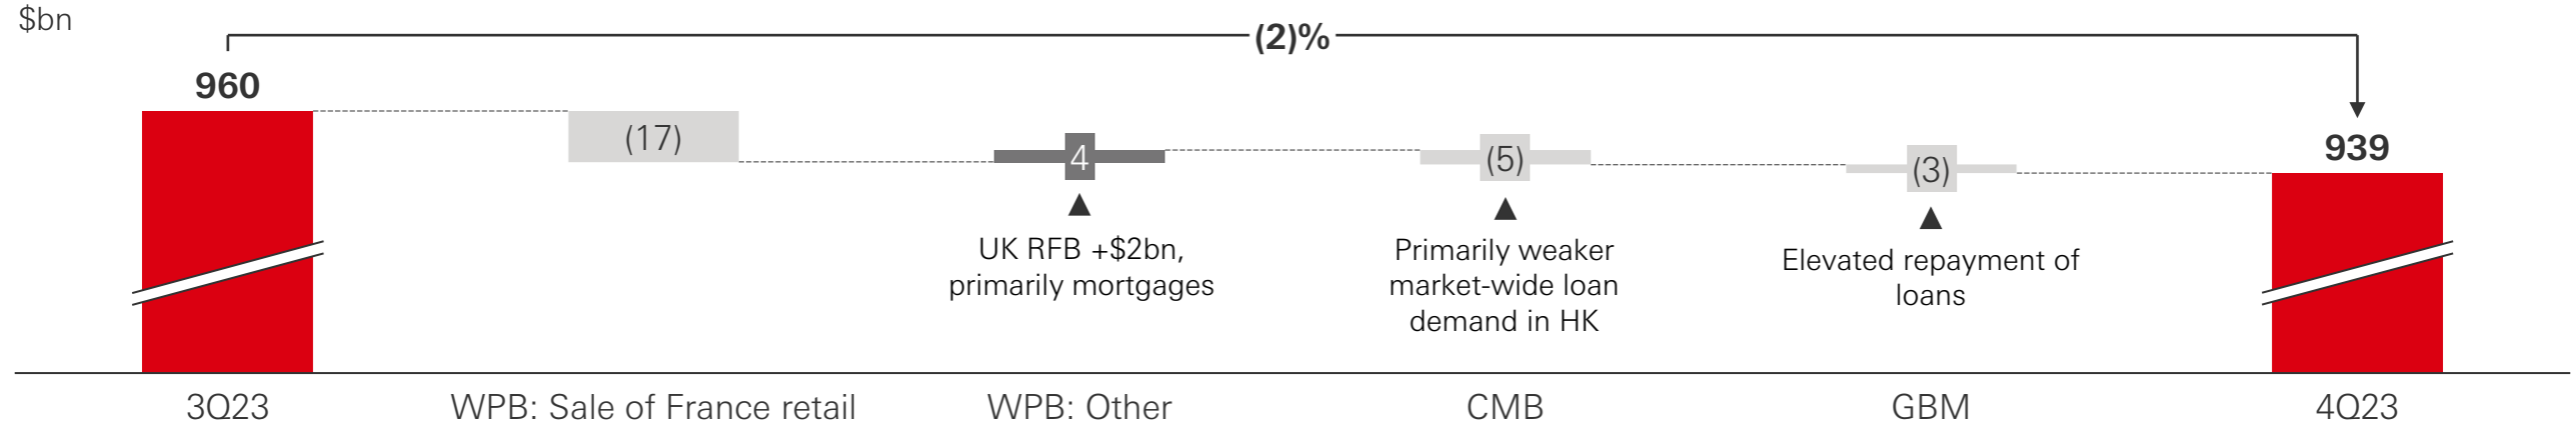 $bn
(2)%
960
(17)
4
(5)
(3)
939
UK RFB +$2bn,
primarily mortgages
Primarily weaker
market-wide loan
demand in HK
Elevated repayment of
loans
3Q23
WPB: Sale of France retail
WPB: Other
CMB
GBM
4Q23